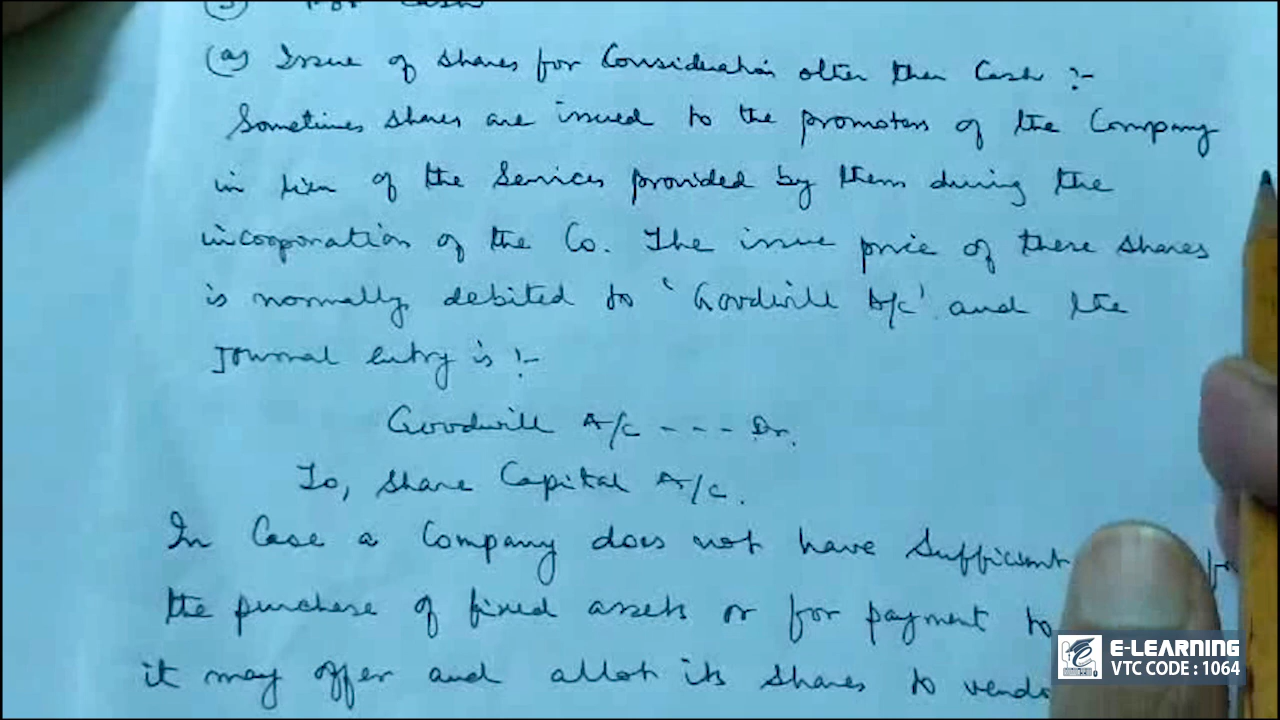 (3) For Cash
(a) Issue of shares for Consideration other then Cash :-
Sometimes shares are issued to the promoters of the Company
in lieu of the Services provided by them during the
incorporation of the Co. The issue price of these shares
is normally debited to 'Goodwill A/c' and the
Journal entry is :-
Goodwill A/c --- Dr.
To, Share Capital A/c.
In Case a Company does not have Sufficient
the purchase of fixed assets or for payment to
it may offer and allot its shares to
E-LEARNING
VTC CODE : 1064